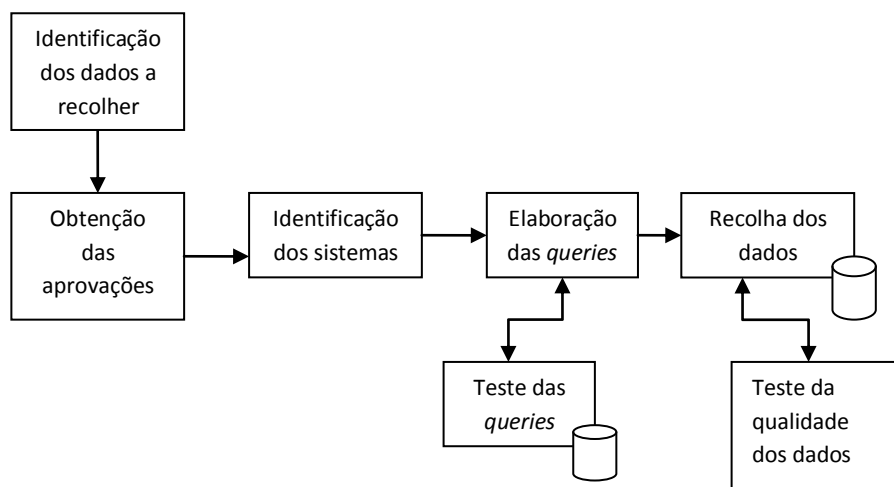 Identificação
dos dados a
recolher
Obtenção
das
aprovações
Identificação
dos sistemas
Elaboração
das queries
Recolha dos
dados
Teste das
queries
Teste da
qualidade
dos dados